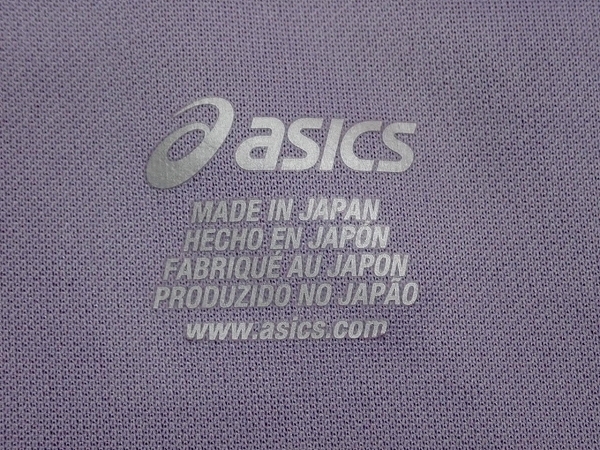 asics
MADE IN JAPAN
HECHO EN JAPÓN
FABRIQUÉ AU JAPON
PRODUZIDO NO JAPÃO
www.asics.com